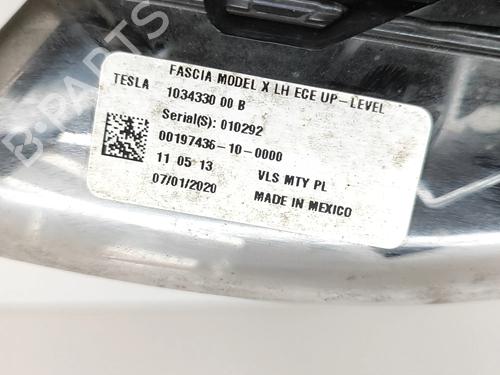 FASCIA MODEL X LH ECE UP-LEVEL
TESLA 1034330 00 B
Serial(S): 010292
00197436-10-0000
11 05 13 VLS MTY PL
07/01/2020 MADE IN MEXICO
B-PARTS